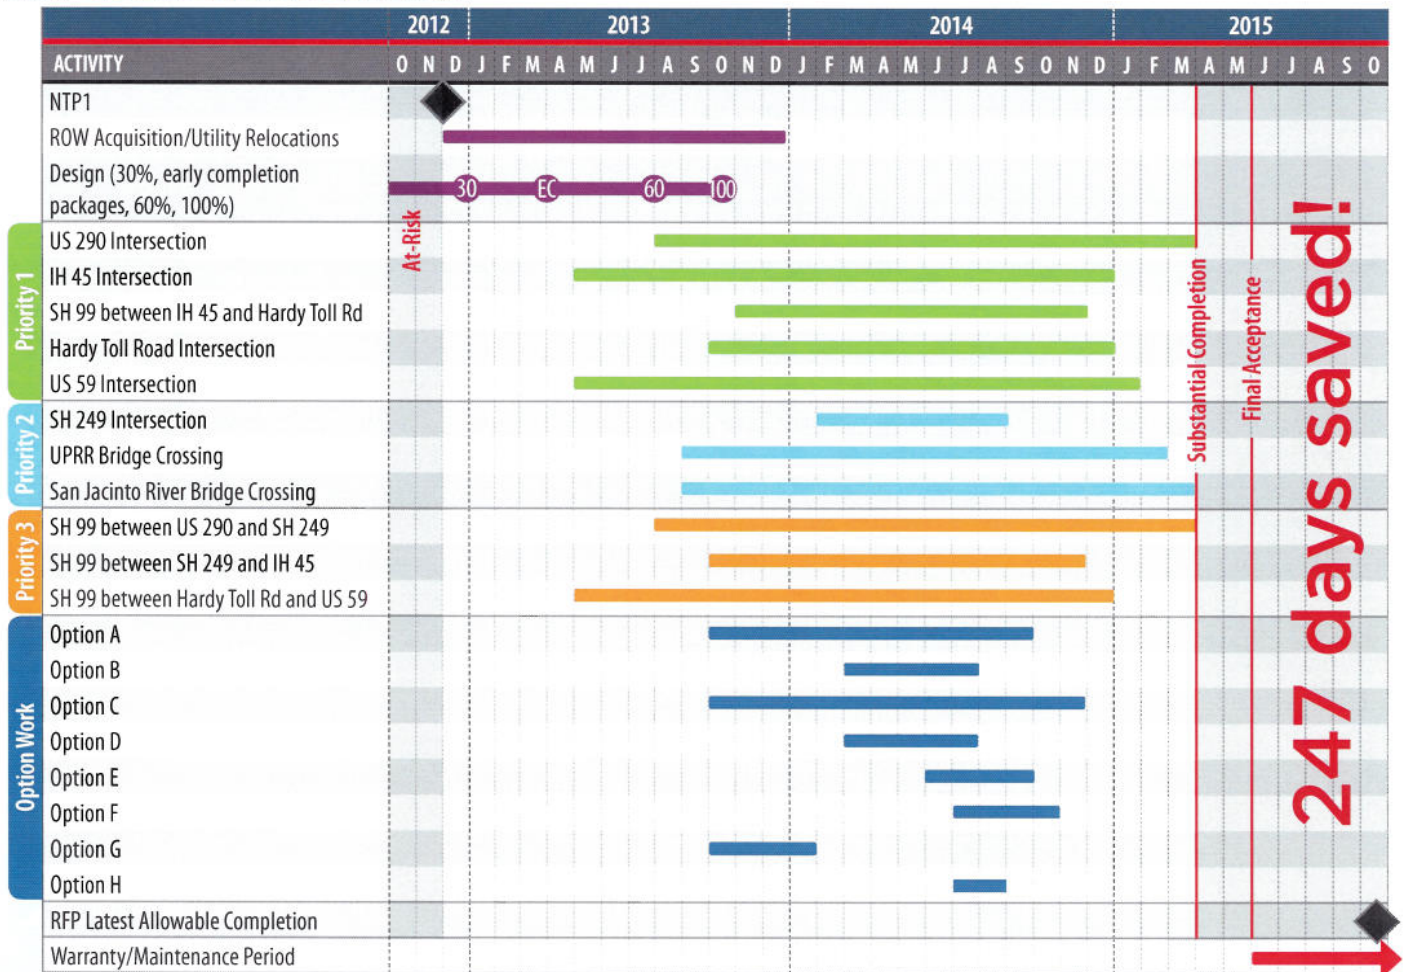 2012 2013 2014 2015
ACTIVITY O N D J F M A M J J A S O N D J F M A M J J A S O N D J F M A M J J A S O
NTP1
ROW Acquisition/Utility Relocations
Design (30%, early completion
packages, 60%, 100%)
30 EC 60 100
At-Risk
Priority 1
US 290 Intersection
IH 45 Intersection
SH 99 between IH 45 and Hardy Toll Rd
Hardy Toll Road Intersection
US 59 Intersection
Priority 2
SH 249 Intersection
UPRR Bridge Crossing
San Jacinto River Bridge Crossing
Priority 3
SH 99 between US 290 and SH 249
SH 99 between SH 249 and IH 45
SH 99 between Hardy Toll Rd and US 59
Option Work
Option A
Option B
Option C
Option D
Option E
Option F
Option G
Option H
RFP Latest Allowable Completion
Warranty/Maintenance Period
Substantial Completion
Final Acceptance
247 days saved!